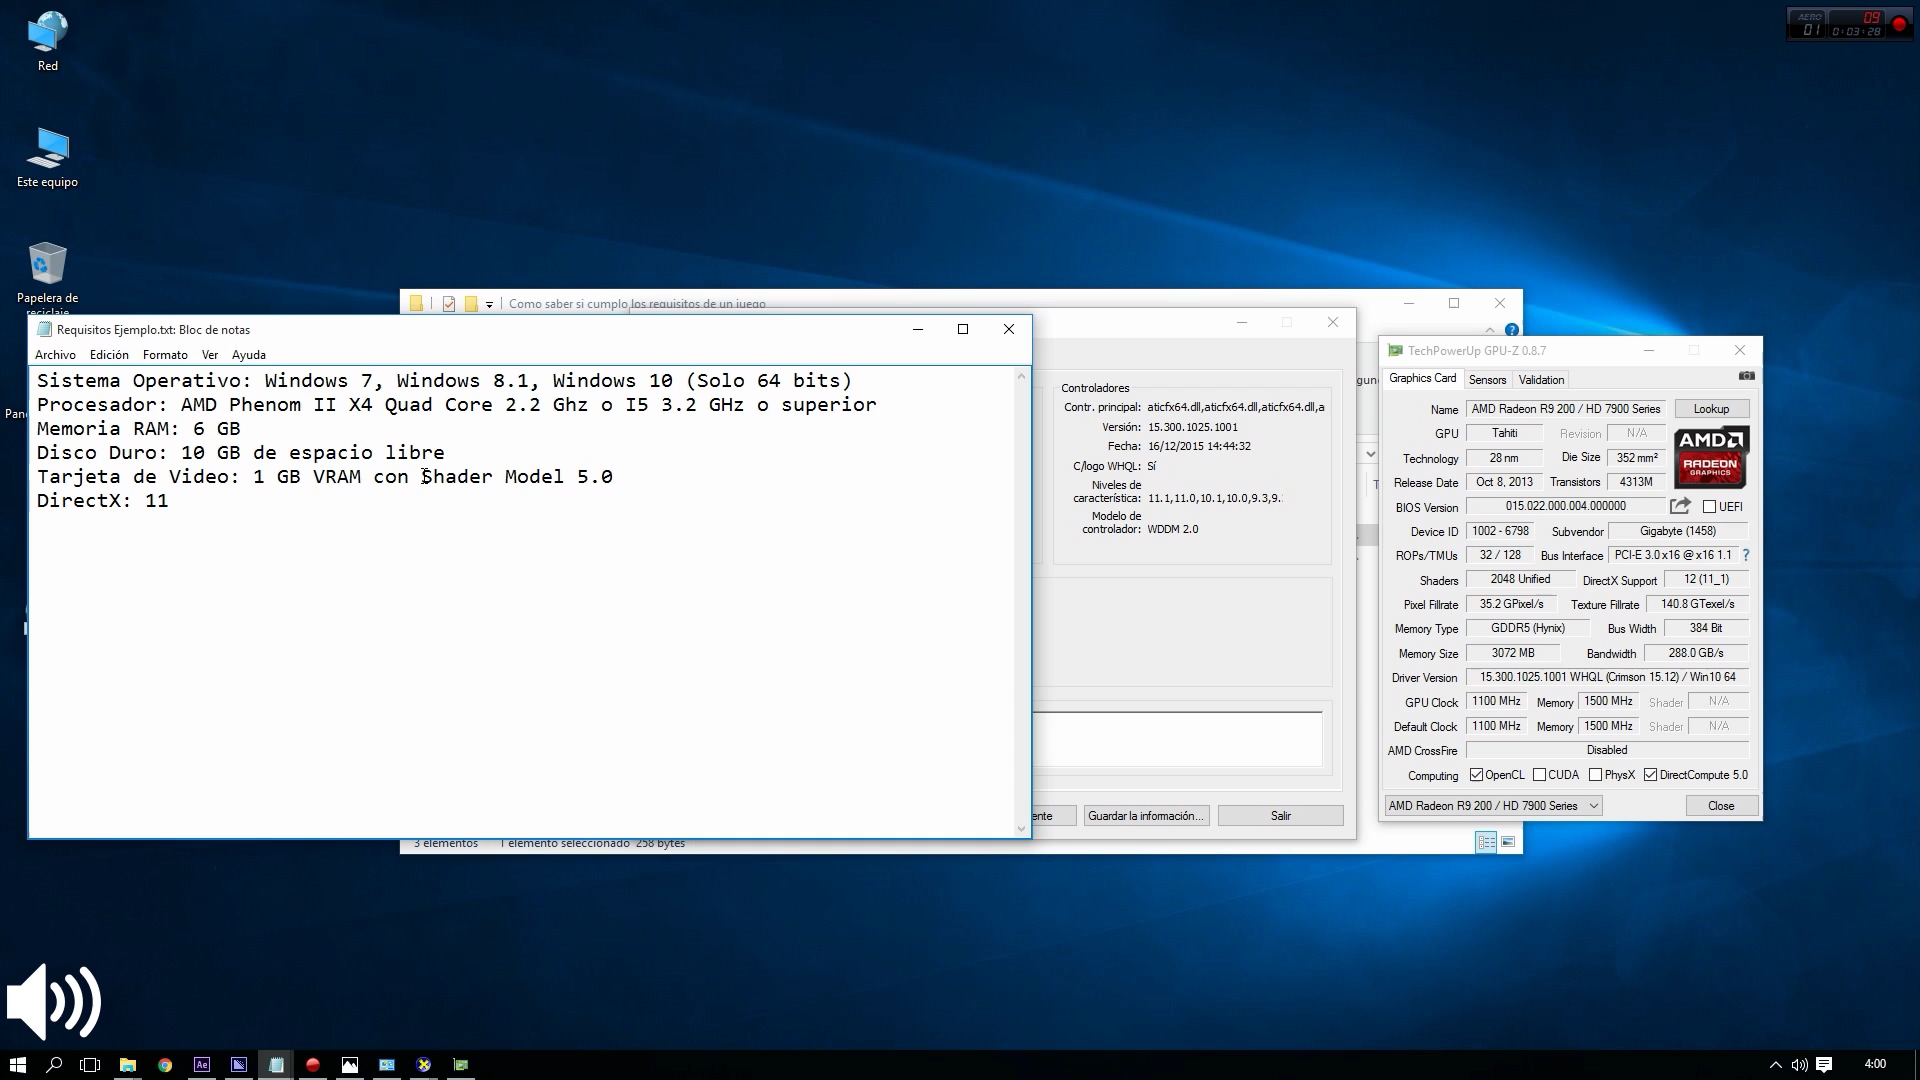 Red
Este equipo
Papelera de
reciclaje
AERO
01
09
0:03:28
Como saber si cumplo los requisitos de un juego
Requisitos Ejemplo.txt: Bloc de notas
Archivo Edición Formato Ver Ayuda
Sistema Operativo: Windows 7, Windows 8.1, Windows 10 (Solo 64 bits)
Procesador: AMD Phenom II X4 Quad Core 2.2 Ghz o I5 3.2 GHz o superior
Memoria RAM: 6 GB
Disco Duro: 10 GB de espacio libre
Tarjeta de Video: 1 GB VRAM con Shader Model 5.0
DirectX: 11
Controladores
Contr. principal: aticfx64.dll,aticfx64.dll,aticfx64.dll,a
Versión: 15.300.1025.1001
Fecha: 16/12/2015 14:44:32
C/logo WHQL: Sí
Niveles de
característica: 11.1,11.0,10.1,10.0,9.3,9.
Modelo de
controlador: WDDM 2.0
ente Guardar la información... Salir
3 elementos 1 elemento seleccionado 258 bytes
TechPowerUp GPU-Z 0.8.7
Graphics Card Sensors Validation
Name AMD Radeon R9 200 / HD 7900 Series Lookup
GPU Tahiti Revision N/A
AMD
RADEON
GRAPHICS
Technology 28 nm Die Size 352 mm²
Release Date Oct 8, 2013 Transistors 4313M
BIOS Version 015.022.000.004.000000 UEFI
Device ID 1002 - 6798 Subvendor Gigabyte (1458)
ROPs/TMUs 32 / 128 Bus Interface PCI-E 3.0 x16 @ x16 1.1 ?
Shaders 2048 Unified DirectX Support 12 (11_1)
Pixel Fillrate 35.2 GPixel/s Texture Fillrate 140.8 GTexel/s
Memory Type GDDR5 (Hynix) Bus Width 384 Bit
Memory Size 3072 MB Bandwidth 288.0 GB/s
Driver Version 15.300.1025.1001 WHQL (Crimson 15.12) / Win10 64
GPU Clock 1100 MHz Memory 1500 MHz Shader N/A
Default Clock 1100 MHz Memory 1500 MHz Shader N/A
AMD CrossFire Disabled
Computing OpenCL CUDA PhysX DirectCompute 5.0
AMD Radeon R9 200 / HD 7900 Series Close
Ae
4:00